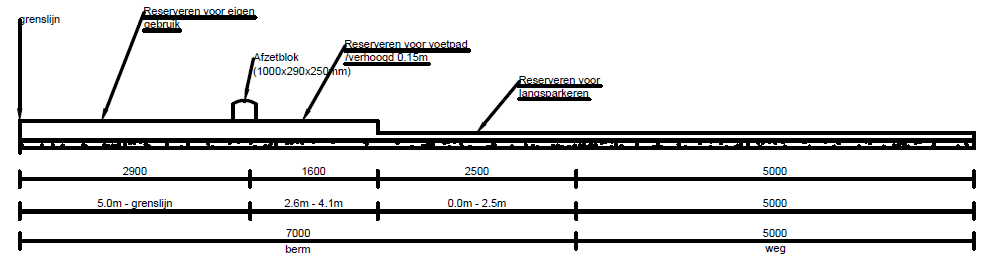 grenslijn
Reserveren voor eigen
gebruik
Afzetblok
(1000x290x250mm)
Reserveren voor voetpad
/verhoogd 0.15m
Reserveren voor
langsparkeren
2900 1600 2500 5000
5.0m - grenslijn 2.6m - 4.1m 0.0m - 2.5m 5000
7000 5000
berm weg